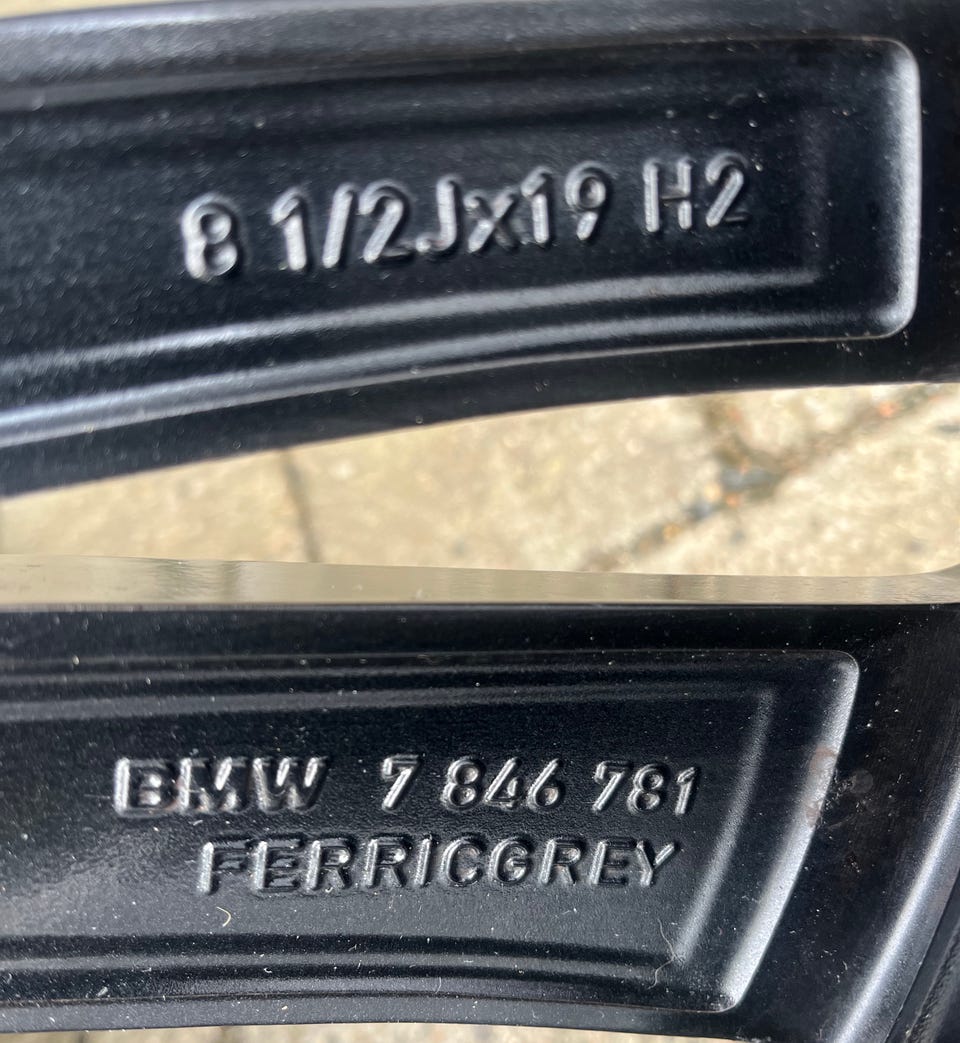 8 1/2Jx19 H2
BMW 7 846 781
FERRICGREY